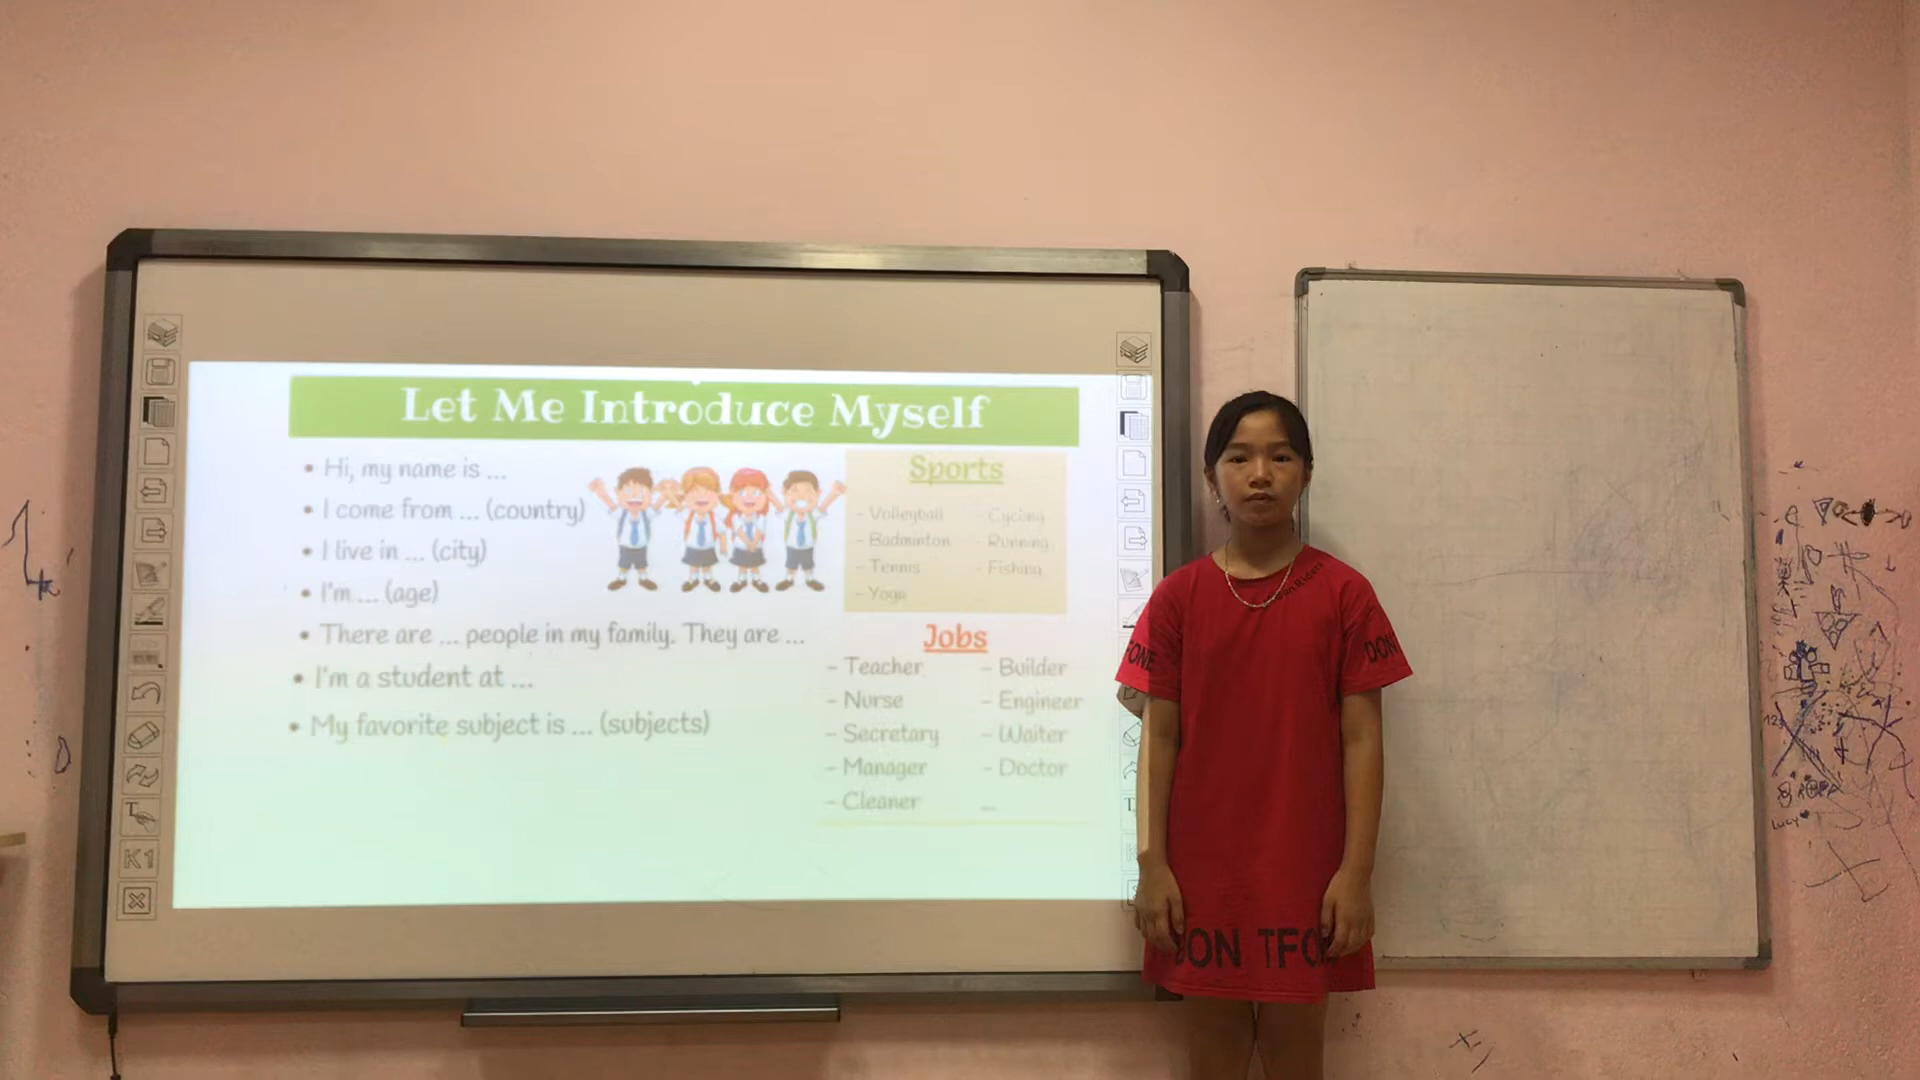 Let Me Introduce Myself
• Hi, my name is ...
• I come from ... (country)
• I live in ... (city)
• I'm ... (age)
• There are ... people in my family. They are ...
• I'm a student at ...
• My favorite subject is ... (subjects)
Sports
- Volleyball - Cycling
- Badminton - Running
- Tennis - Fishing
- Yoga
Jobs
- Teacher - Builder
- Nurse - Engineer
- Secretary - Waiter
- Manager - Doctor
- Cleaner ...
K1
DON
Lucy